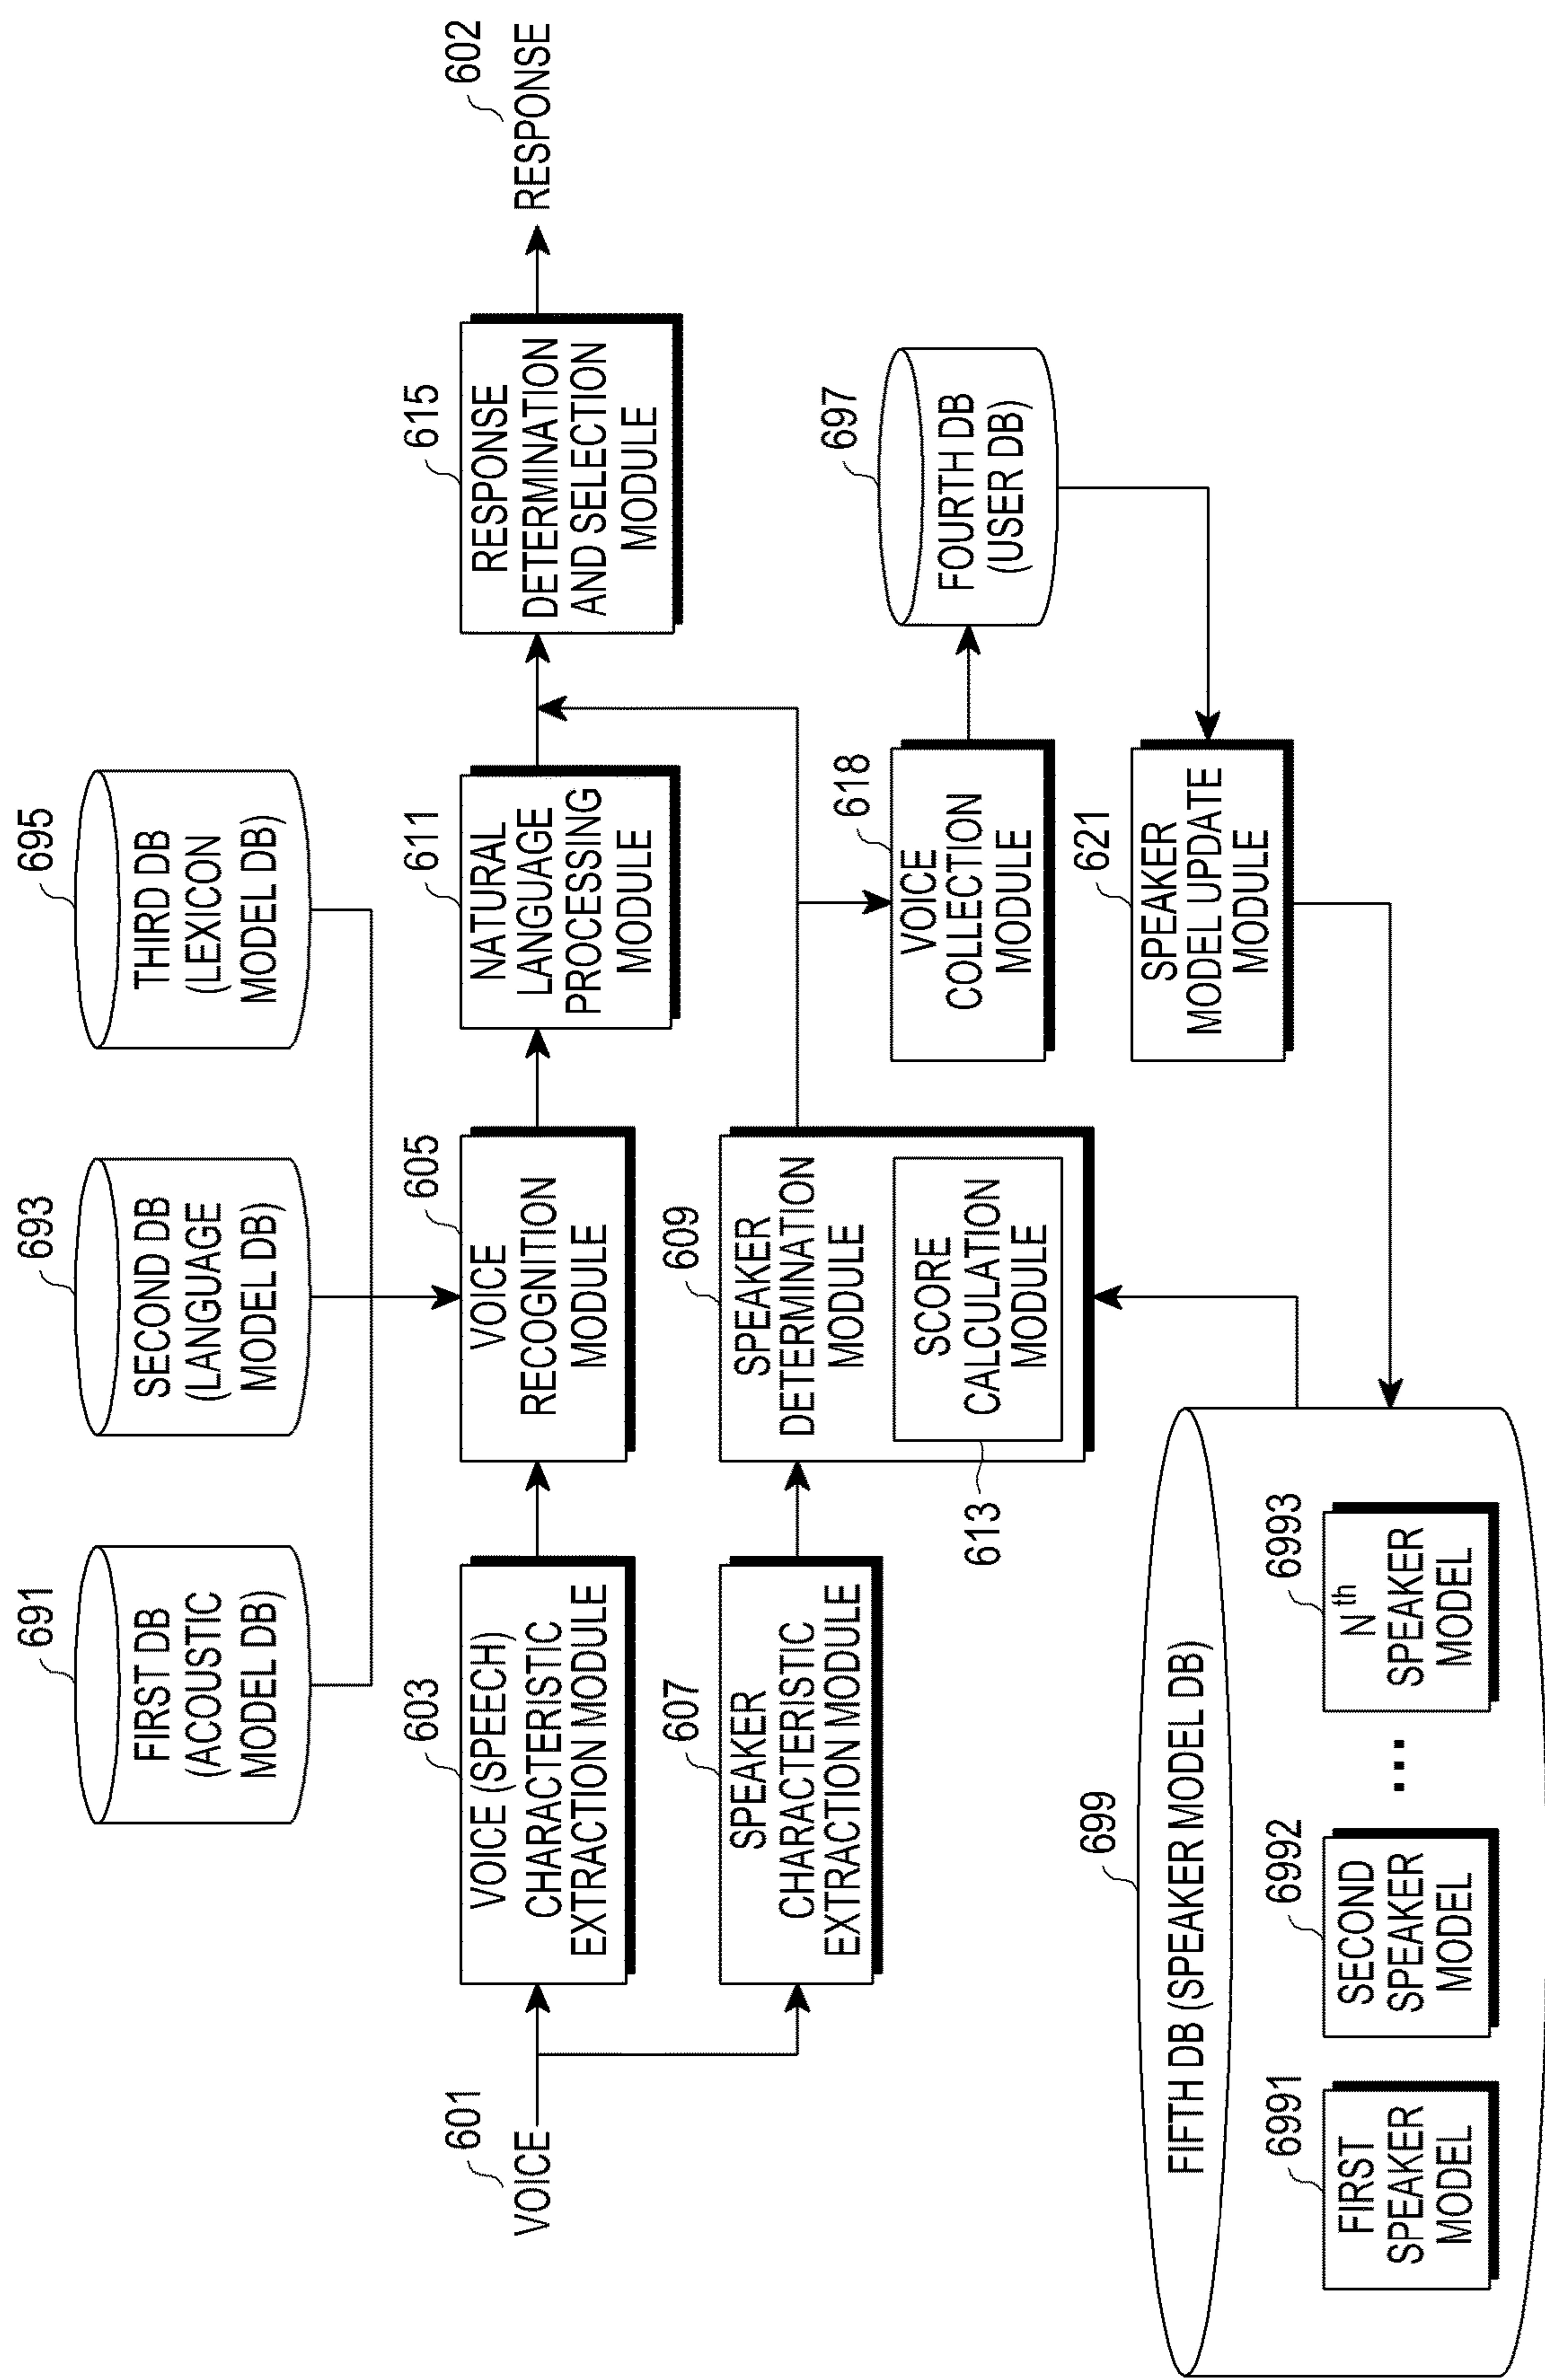 691
FIRST DB
(ACOUSTIC
MODEL DB)
693
SECOND DB
(LANGUAGE
MODEL DB)
695
THIRD DB
(LEXICON
MODEL DB)
601
VOICE
603
VOICE (SPEECH)
CHARACTERISTIC
EXTRACTION MODULE
605
VOICE
RECOGNITION
MODULE
611
NATURAL
LANGUAGE
PROCESSING
MODULE
615
RESPONSE
DETERMINATION
AND SELECTION
MODULE
602
RESPONSE
607
SPEAKER
CHARACTERISTIC
EXTRACTION MODULE
609
SPEAKER
DETERMINATION
MODULE
613
SCORE
CALCULATION
MODULE
618
VOICE
COLLECTION
MODULE
697
FOURTH DB
(USER DB)
621
SPEAKER
MODEL UPDATE
MODULE
699
FIFTH DB (SPEAKER MODEL DB)
6991
FIRST
SPEAKER
MODEL
6992
SECOND
SPEAKER
MODEL
...
6993
Nth
SPEAKER
MODEL